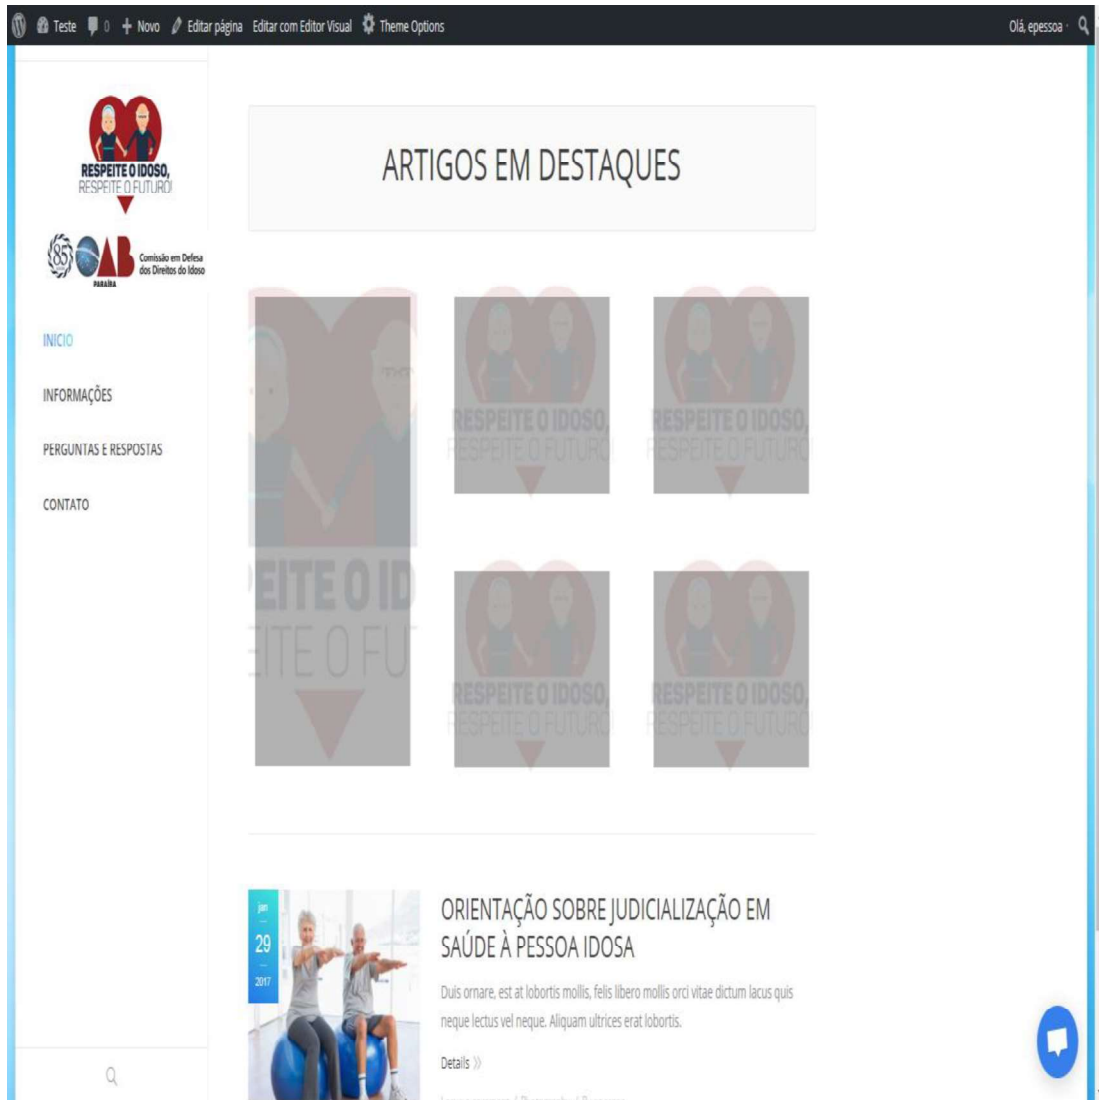 Teste 0 Novo Editar página Editar com Editor Visual Theme Options Olá, epessoa
RESPEITE O IDOSO,
RESPEITE O FUTURO!
85 OAB
PARAÍBA
Comissão em Defesa
dos Direitos do Idoso
INICIO
INFORMAÇÕES
PERGUNTAS E RESPOSTAS
CONTATO
ARTIGOS EM DESTAQUES
PEITE O ID
EITE O FUT
RESPEITE O IDOSO,
RESPEITE O FUTURO!
RESPEITE O IDOSO,
RESPEITE O FUTURO
RESPEITE O IDOSO,
RESPEITE O FUTURO!
RESPEITE O IDOSO,
RESPEITE O FUTURO!
jan
29
2017
ORIENTAÇÃO SOBRE JUDICIALIZAÇÃO EM
SAÚDE À PESSOA IDOSA
Duis ornare, est at lobortis mollis, felis libero mollis orci vitae dictum lacus quis
neque lectus vel neque. Aliquam ultrices erat lobortis.
Details »